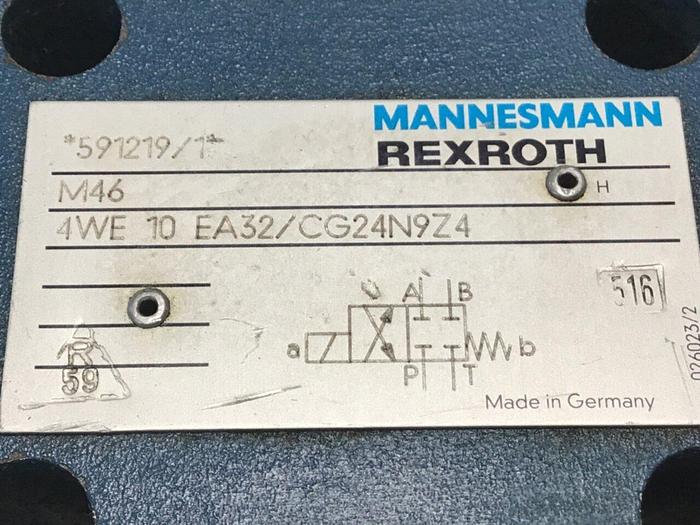 MANNESMANN
REXROTH
*591219/1*
M46
H
4WE 10 EA32/CG24N9Z4
516
A B
a b
P T
R
59
Made in Germany
026023/2